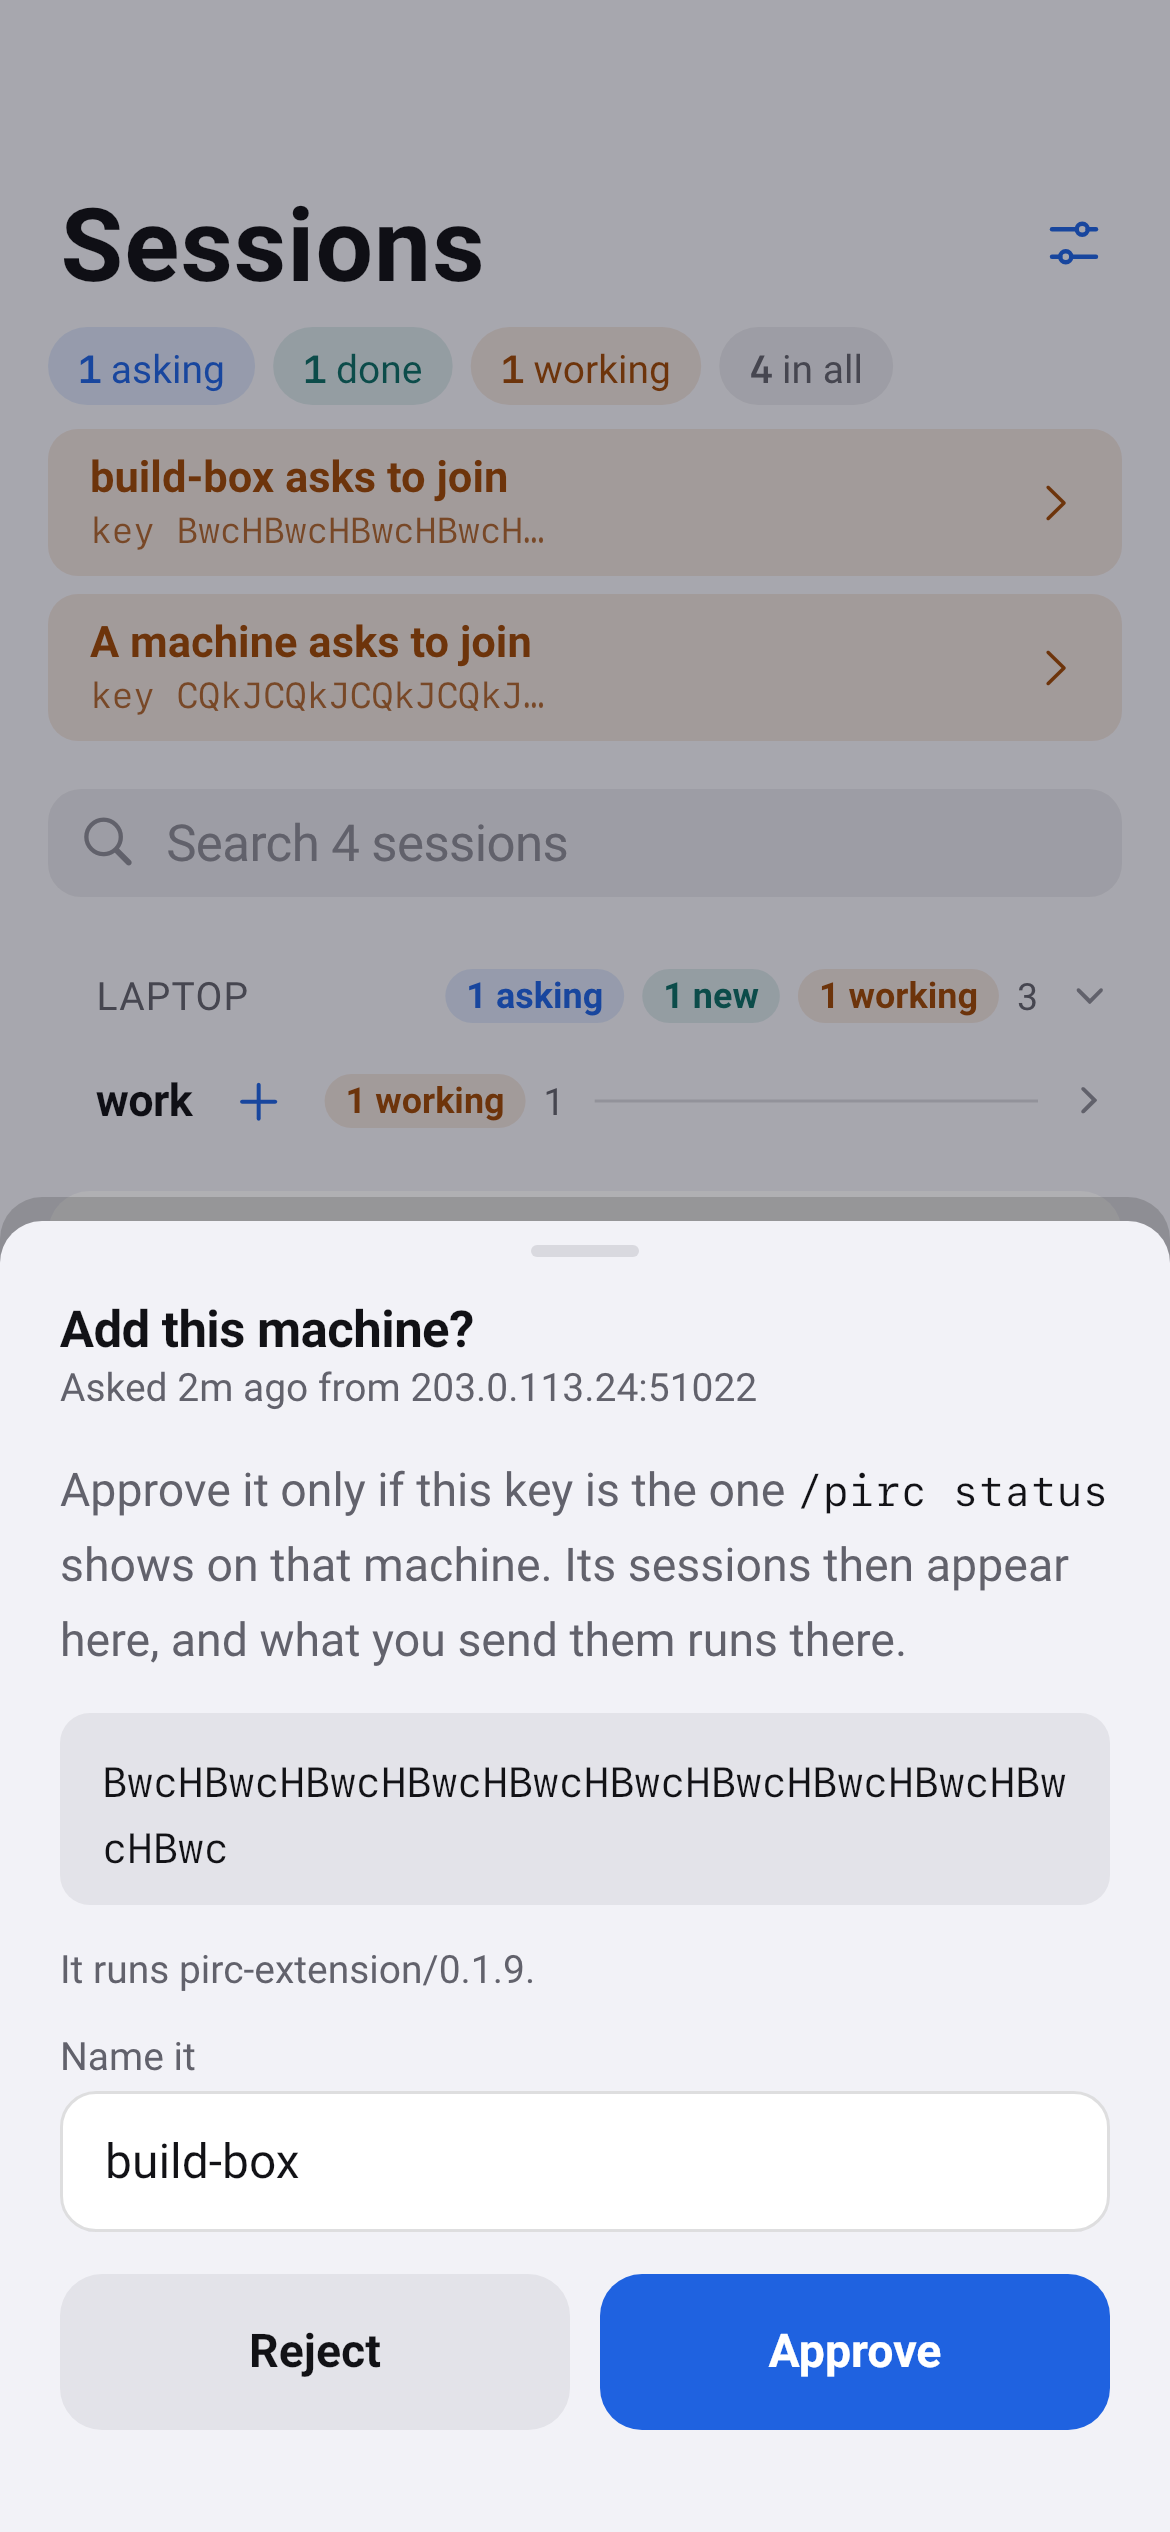 Sessions
1 asking
1 done
1 working
4 in all
build-box asks to join
key BwcHBwcHBwcHBwcH…
A machine asks to join
key CQkJCQkJCQkJCQkJ…
Search 4 sessions
LAPTOP 1 asking 1 new 1 working 3
work 1 working 1
Add this machine?
Asked 2m ago from 203.0.113.24:51022
Approve it only if this key is the one /pirc status
shows on that machine. Its sessions then appear
here, and what you send them runs there.
BwcHBwcHBwcHBwcHBwcHBwcHBwcHBwcHBwcHBw
cHBwc
It runs pirc-extension/0.1.9.
Name it
build-box
Reject
Approve